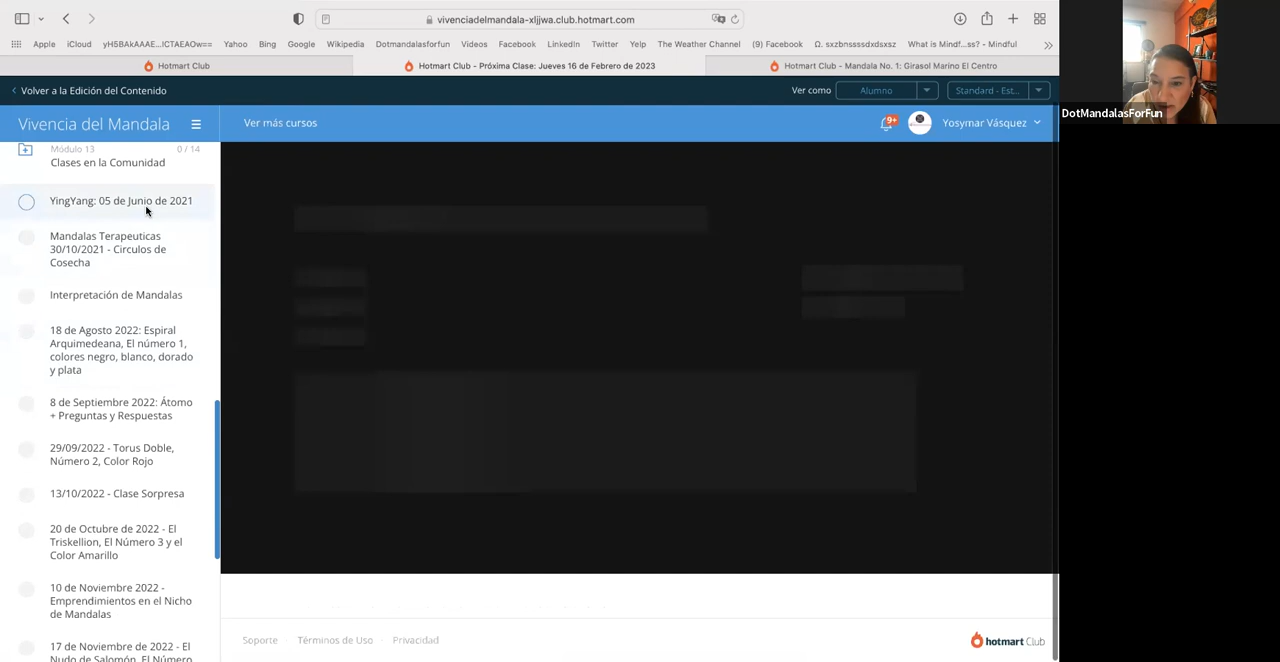 vivenciadelmandala-xljjwa.club.hotmart.com
Apple iCloud yH5BAkAAAE...ICTAEAOw== Yahoo Bing Google Wikipedia Dotmandalasforfun Videos Facebook LinkedIn Twitter Yelp The Weather Channel (9) Facebook Ω. sxzbnssssdxdsxsz What is Mindf...ss? - Mindful
Hotmart Club
Hotmart Club - Próxima Clase: Jueves 16 de Febrero de 2023
Hotmart Club - Mandala No. 1: Girasol Marino El Centro
Volver a la Edición del Contenido
Ver como
Alumno
Standard - Est...
Vivencia del Mandala
Ver más cursos
9+
Yosymar Vásquez
DotMandalasForFun
Módulo 13 0 / 14
Clases en la Comunidad
YingYang: 05 de Junio de 2021
Mandalas Terapeuticas
30/10/2021 - Circulos de
Cosecha
Interpretación de Mandalas
18 de Agosto 2022: Espiral
Arquimedeana, El número 1,
colores negro, blanco, dorado
y plata
8 de Septiembre 2022: Átomo
+ Preguntas y Respuestas
29/09/2022 - Torus Doble,
Número 2, Color Rojo
13/10/2022 - Clase Sorpresa
20 de Octubre de 2022 - El
Triskellion, El Número 3 y el
Color Amarillo
10 de Noviembre 2022 -
Emprendimientos en el Nicho
de Mandalas
17 de Noviembre de 2022 - El
Nudo de Salomón, El Número
Soporte Términos de Uso Privacidad
hotmart Club